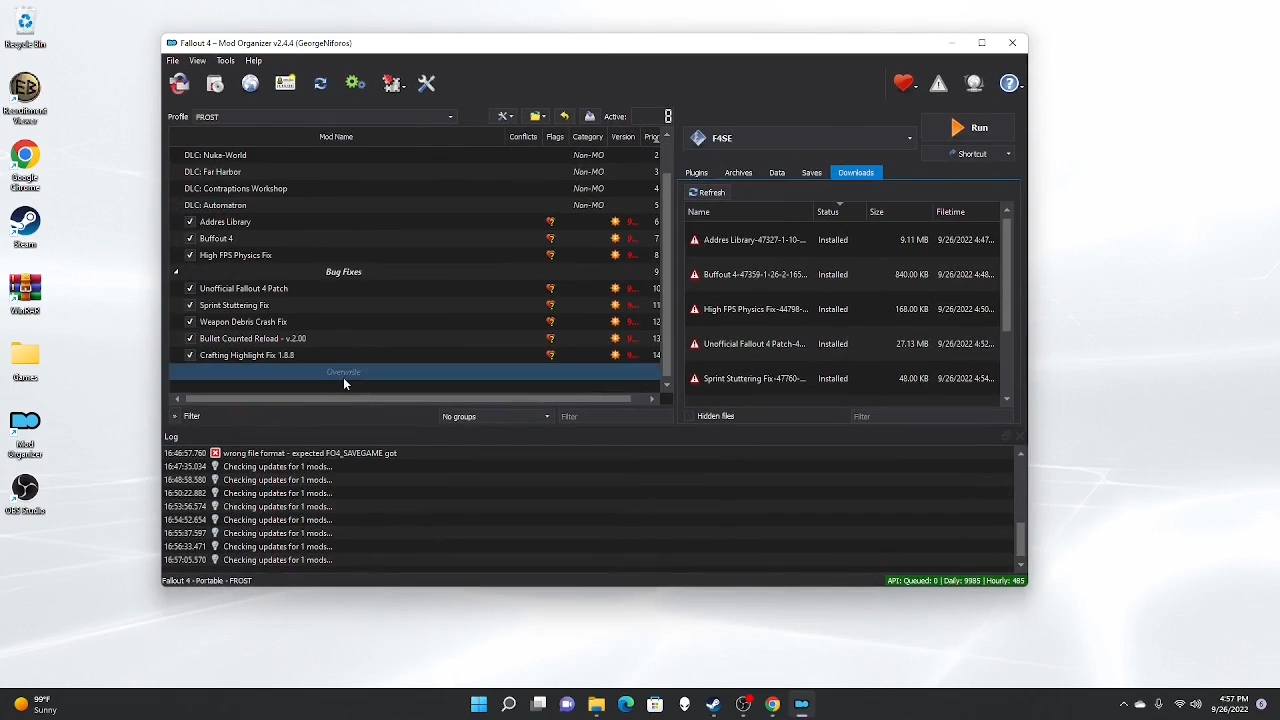 Recycle Bin
Recruitment
Viewer
Google
Chrome
Steam
WinRAR
Games
Mod
Organizer
OBS Studio
Fallout 4 – Mod Organizer v2.4.4 (GeorgeNiforos)
File View Tools Help
Profile FROST Active:
Mod Name Conflicts Flags Category Version Prio
DLC: Nuka-World Non-MO 2
DLC: Far Harbor Non-MO 3
DLC: Contraptions Workshop Non-MO 4
DLC: Automatron Non-MO 5
Addres Library 9... 6
Buffout 4 9... 7
High FPS Physics Fix 9... 8
Bug Fixes 9
Unofficial Fallout 4 Patch 9... 10
Sprint Stuttering Fix 9... 11
Weapon Debris Crash Fix 9... 12
Bullet Counted Reload - v.2.00 9... 13
Crafting Highlight Fix 1.8.8 9... 14
Overwrite
» Filter No groups Filter
F4SE
Run
Shortcut
Plugins Archives Data Saves Downloads
Refresh
Name Status Size Filetime
Addres Library-47327-1-10-... Installed 9.11 MB 9/26/2022 4:47...
Buffout 4-47359-1-26-2-165... Installed 840.00 KB 9/26/2022 4:48...
High FPS Physics Fix-44798-... Installed 168.00 KB 9/26/2022 4:50...
Unofficial Fallout 4 Patch-4... Installed 27.13 MB 9/26/2022 4:52...
Sprint Stuttering Fix-47760-... Installed 48.00 KB 9/26/2022 4:54...
Hidden files Filter
Log
16:46:57.760 wrong file format - expected FO4_SAVEGAME got
16:47:35.034 Checking updates for 1 mods...
16:48:58.580 Checking updates for 1 mods...
16:50:22.882 Checking updates for 1 mods...
16:53:56.574 Checking updates for 1 mods...
16:54:52.654 Checking updates for 1 mods...
16:55:37.597 Checking updates for 1 mods...
16:56:33.471 Checking updates for 1 mods...
16:57:05.570 Checking updates for 1 mods...
Fallout 4 - Portable - FROST API: Queued: 0 | Daily: 9985 | Hourly: 485
99°F
Sunny
4:57 PM
9/26/2022